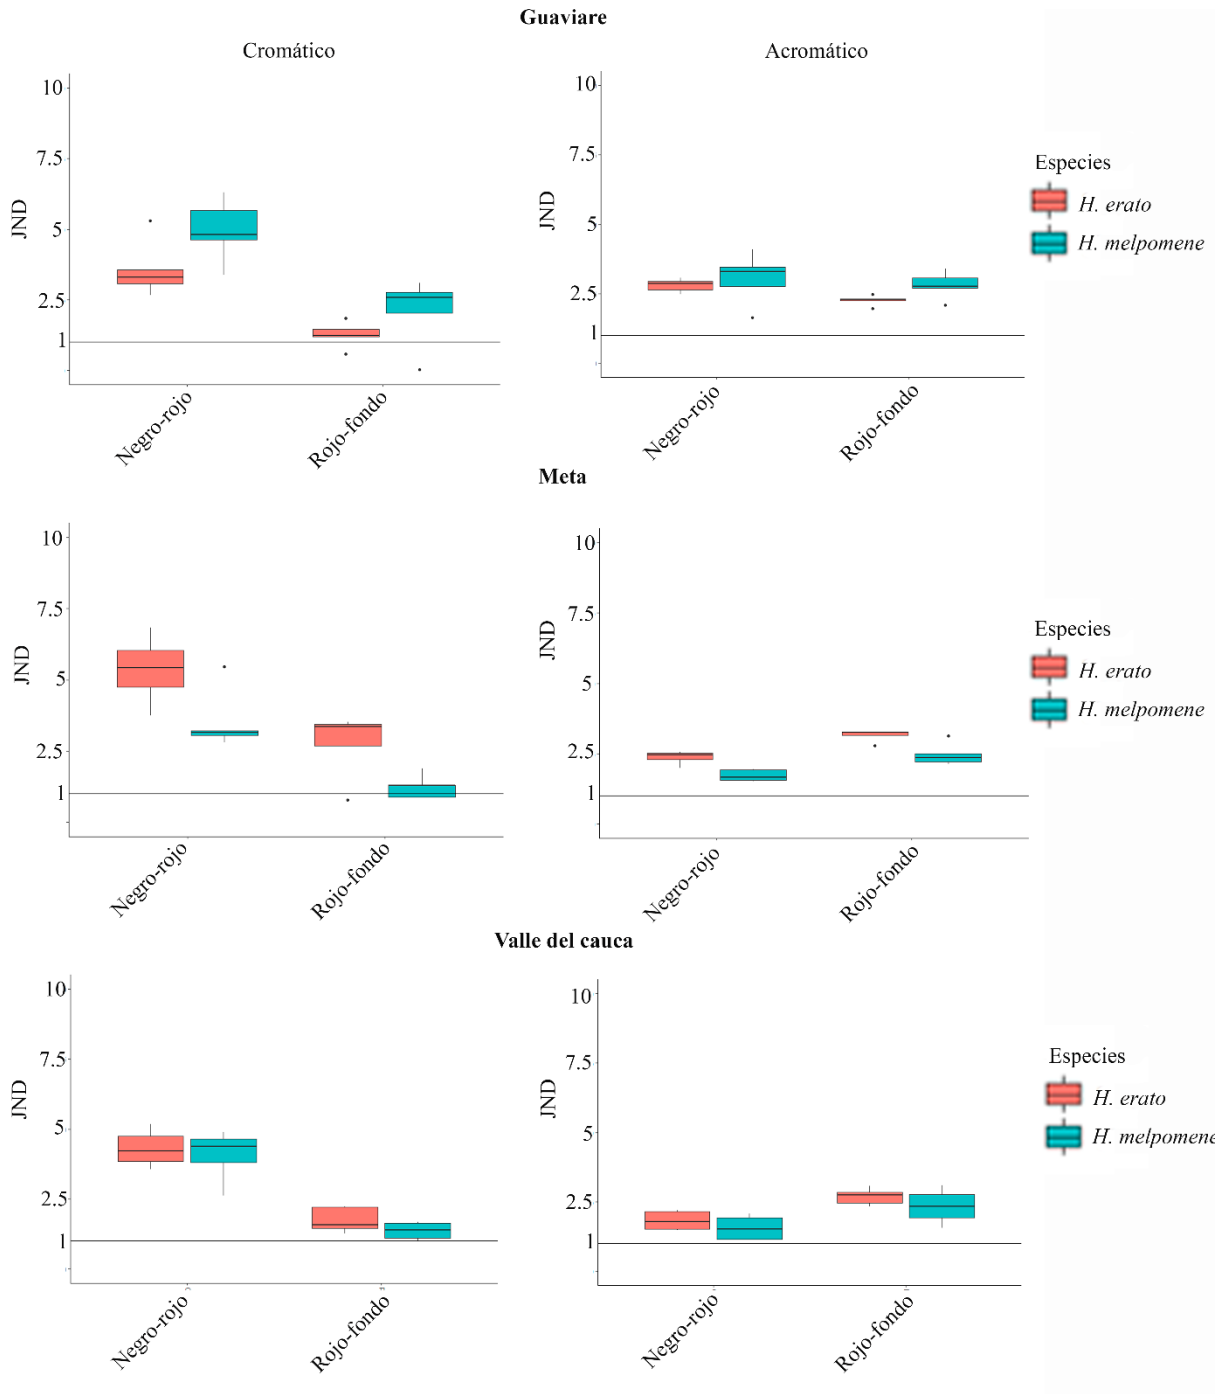 Guaviare
Cromático
Acromático
10
7.5
5
2.5
1
JND
Negro-rojo
Rojo-fondo
10
7.5
5
2.5
1
JND
Negro-rojo
Rojo-fondo
Especies
H. erato
H. melpomene
Meta
10
7.5
5
2.5
1
JND
Negro-rojo
Rojo-fondo
10
7.5
5
2.5
1
JND
Negro-rojo
Rojo-fondo
Especies
H. erato
H. melpomene
Valle del cauca
10
7.5
5
2.5
1
JND
Negro-rojo
Rojo-fondo
10
7.5
5
2.5
1
JND
Negro-rojo
Rojo-fondo
Especies
H. erato
H. melpomene